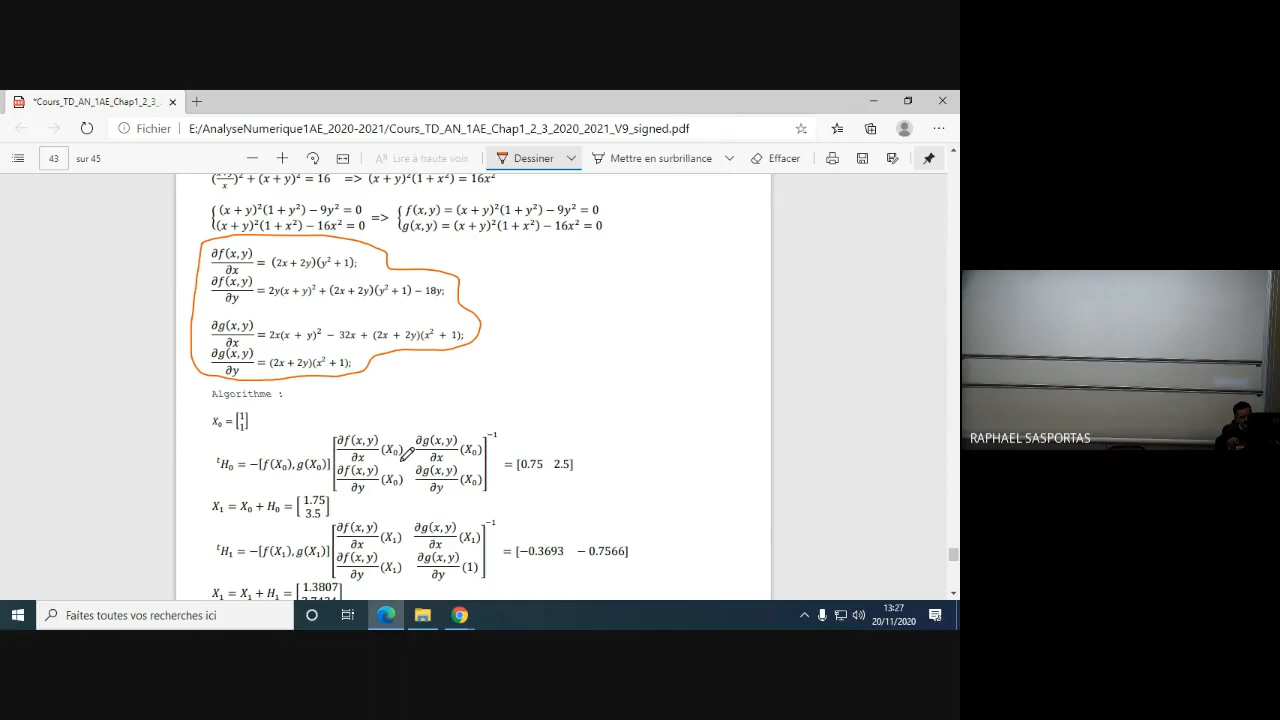 *Cours_TD_AN_1AE_Chap1_2_3_
Fichier E:/AnalyseNumerique1AE_2020-2021/Cours_TD_AN_1AE_Chap1_2_3_2020_2021_V9_signed.pdf
43 sur 45 Lire à haute voix Dessiner Mettre en surbrillance Effacer
)² + (x + y)² = 16 => (x + y)²(1 + x²) = 16x²
{(x + y)²(1 + y²) − 9y² = 0 => {f(x, y) = (x + y)²(1 + y²) − 9y² = 0
(x + y)²(1 + x²) − 16x² = 0 g(x, y) = (x + y)²(1 + x²) − 16x² = 0
∂f(x, y)/∂x = (2x + 2y)(y² + 1);
∂f(x, y)/∂y = 2y(x + y)² + (2x + 2y)(y² + 1) − 18y;
∂g(x, y)/∂x = 2x(x + y)² − 32x + (2x + 2y)(x² + 1);
∂g(x, y)/∂y = (2x + 2y)(x² + 1);
Algorithme :
X₀ = [1 1]
ᵗH₀ = −[f(X₀), g(X₀)] [∂f(x, y)/∂x (X₀) ∂g(x, y)/∂x (X₀)
∂f(x, y)/∂y (X₀) ∂g(x, y)/∂y (X₀)]⁻¹ = [0.75 2.5]
X₁ = X₀ + H₀ = [1.75 3.5]
ᵗH₁ = −[f(X₁), g(X₁)] [∂f(x, y)/∂x (X₁) ∂g(x, y)/∂x (X₁)
∂f(x, y)/∂y (X₁) ∂g(x, y)/∂y (1)]⁻¹ = [−0.3693 − 0.7566]
X₁ = X₁ + H₁ = [1.3807
RAPHAEL SASPORTAS
Faites toutes vos recherches ici
13:27
20/11/2020